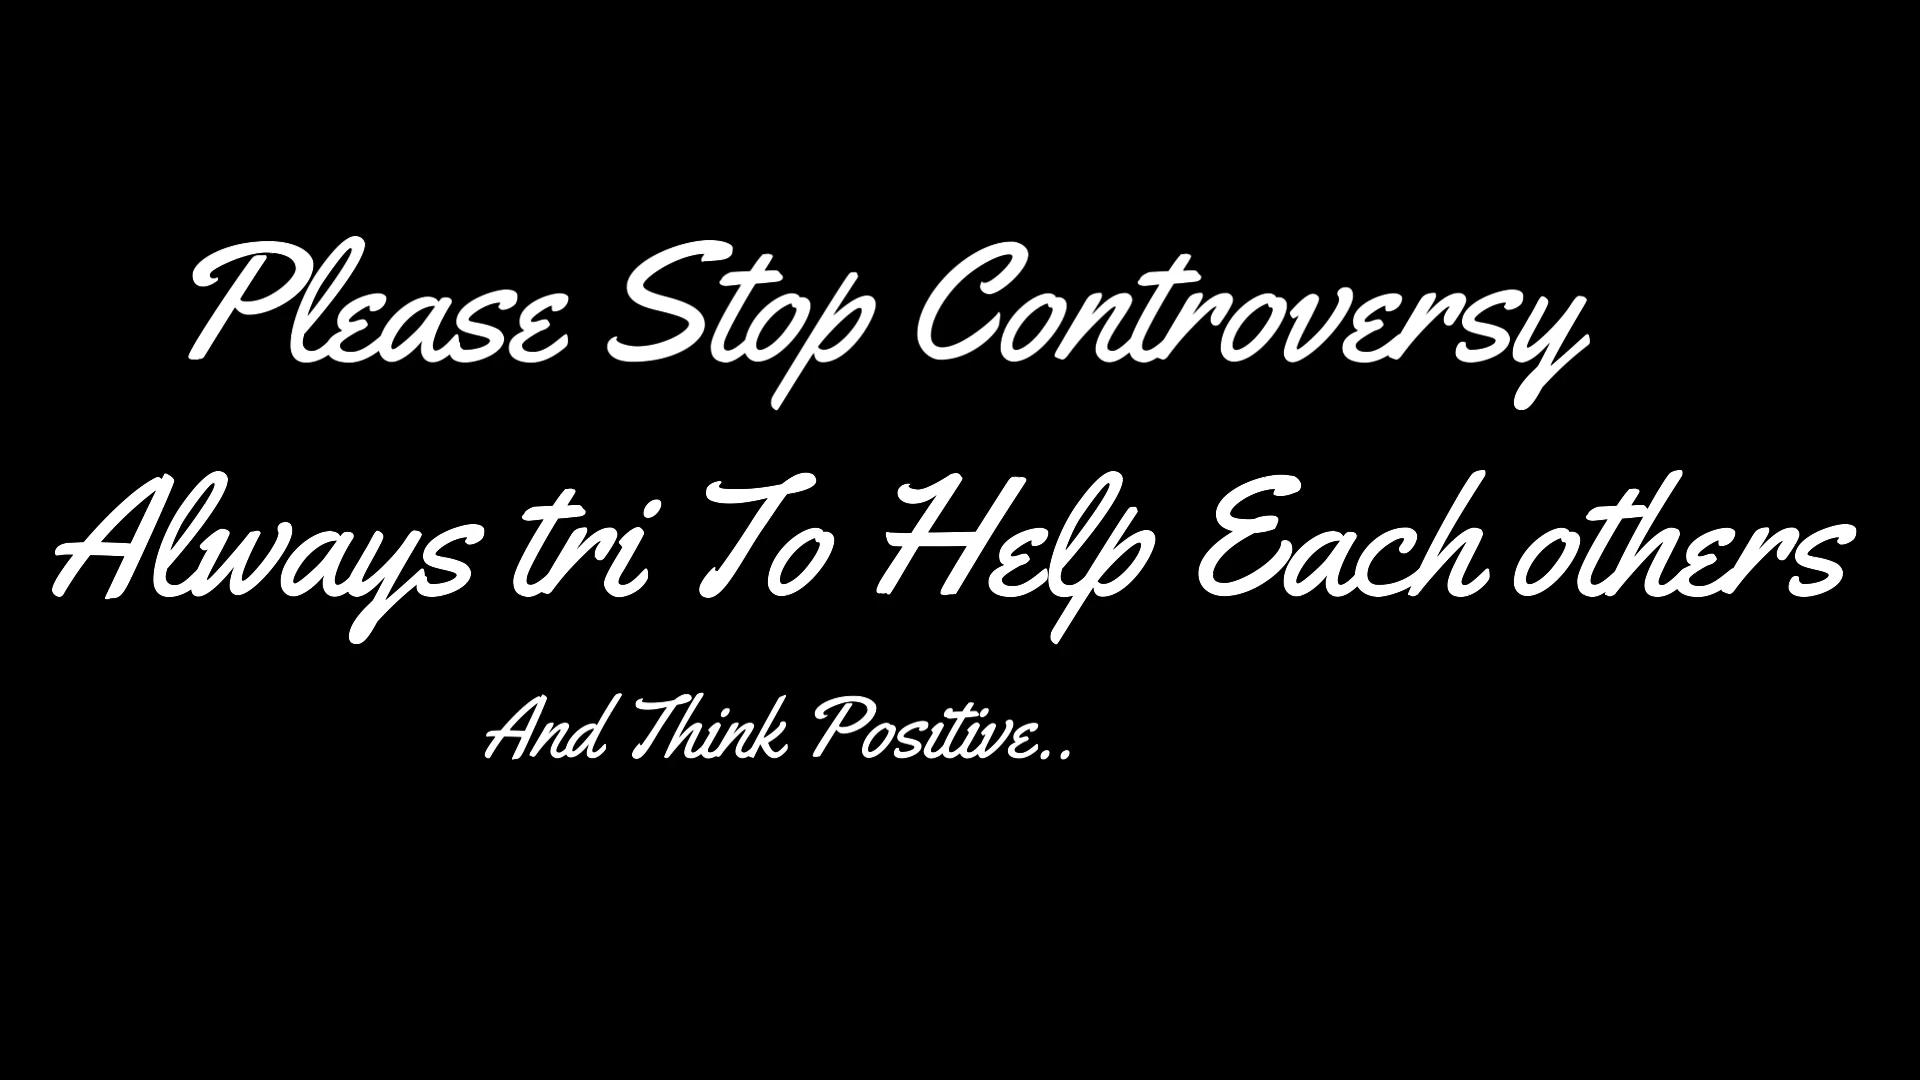 Please Stop Controversy
Always tri To Help Each others
And Think Positive..